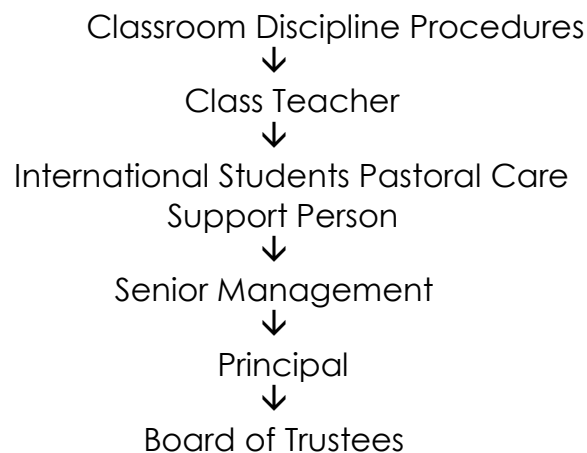 Classroom Discipline Procedures
↓
Class Teacher
↓
International Students Pastoral Care
Support Person
↓
Senior Management
↓
Principal
↓
Board of Trustees